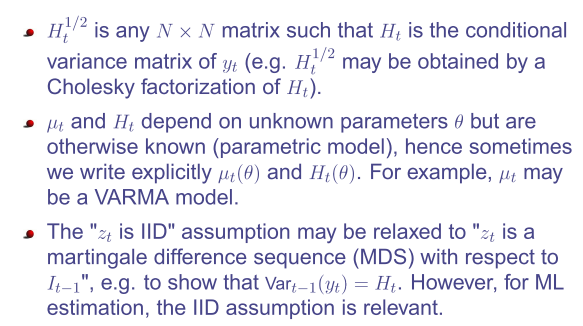 $H_t^{1/2}$ is any $N \times N$ matrix such that $H_t$ is the conditional
variance matrix of $y_t$ (e.g. $H_t^{1/2}$ may be obtained by a
Cholesky factorization of $H_t$).
$\mu_t$ and $H_t$ depend on unknown parameters $\theta$ but are
otherwise known (parametric model), hence sometimes
we write explicitly $\mu_t(\theta)$ and $H_t(\theta)$. For example, $\mu_t$ may
be a VARMA model.
The "$z_t$ is IID" assumption may be relaxed to "$z_t$ is a
martingale difference sequence (MDS) with respect to
$I_{t-1}$", e.g. to show that $\text{Var}_{t-1}(y_t) = H_t$. However, for ML
estimation, the IID assumption is relevant.